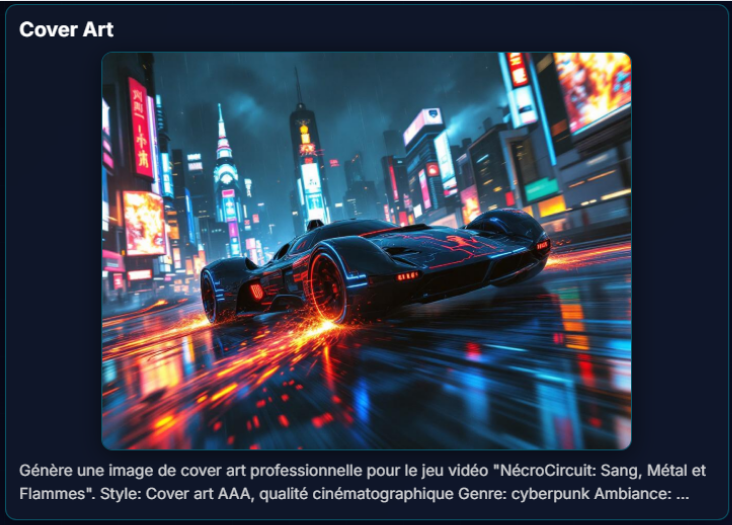 Cover Art
Génère une image de cover art professionnelle pour le jeu vidéo "NécroCircuit: Sang, Métal et
Flammes". Style: Cover art AAA, qualité cinématographique Genre: cyberpunk Ambiance: ...